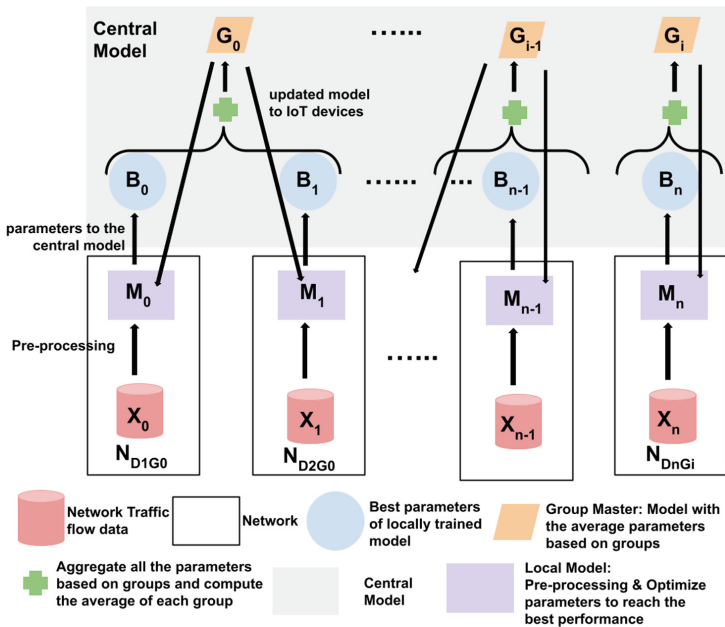 Central
Model
G0
......
Gi-1
Gi
updated model
to IoT devices
B0
B1
...... ...
Bn-1
Bn
parameters to the
central model
M0
M1
Mn-1
Mn
Pre-processing
......
X0
X1
Xn-1
Xn
ND1G0
ND2G0
NDnGi
Network Traffic
flow data
Network
Best parameters
of locally trained
model
Group Master: Model with
the average parameters
based on groups
Aggregate all the parameters
based on groups and compute
the average of each group
Central
Model
Local Model:
Pre-processing & Optimize
parameters to reach the
best performance